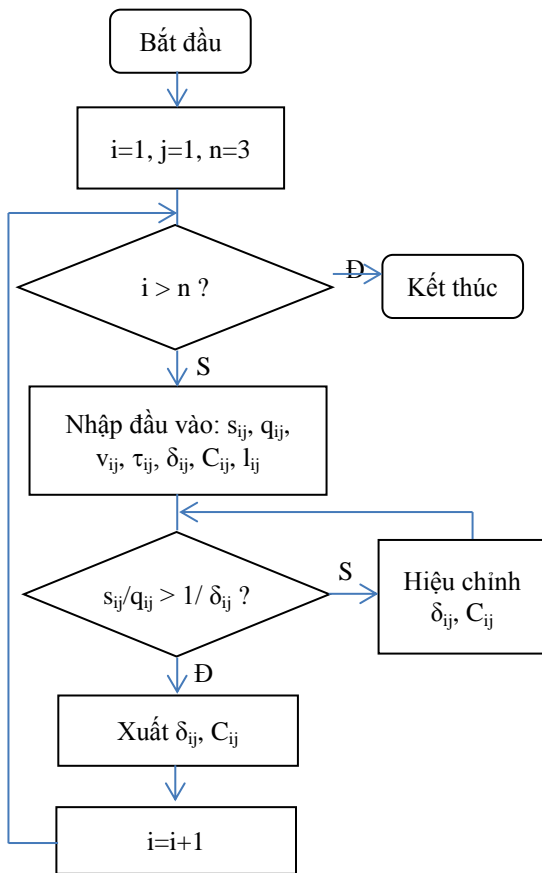 Bắt đầu
i=1, j=1, n=3
i > n ?
Đ
Kết thúc
S
Nhập đầu vào: sᵢⱼ, qᵢⱼ,
vᵢⱼ, τᵢⱼ, δᵢⱼ, Cᵢⱼ, lᵢⱼ
sᵢⱼ/qᵢⱼ > 1/ δᵢⱼ ?
S
Hiệu chỉnh
δᵢⱼ, Cᵢⱼ
Đ
Xuất δᵢⱼ, Cᵢⱼ
i=i+1